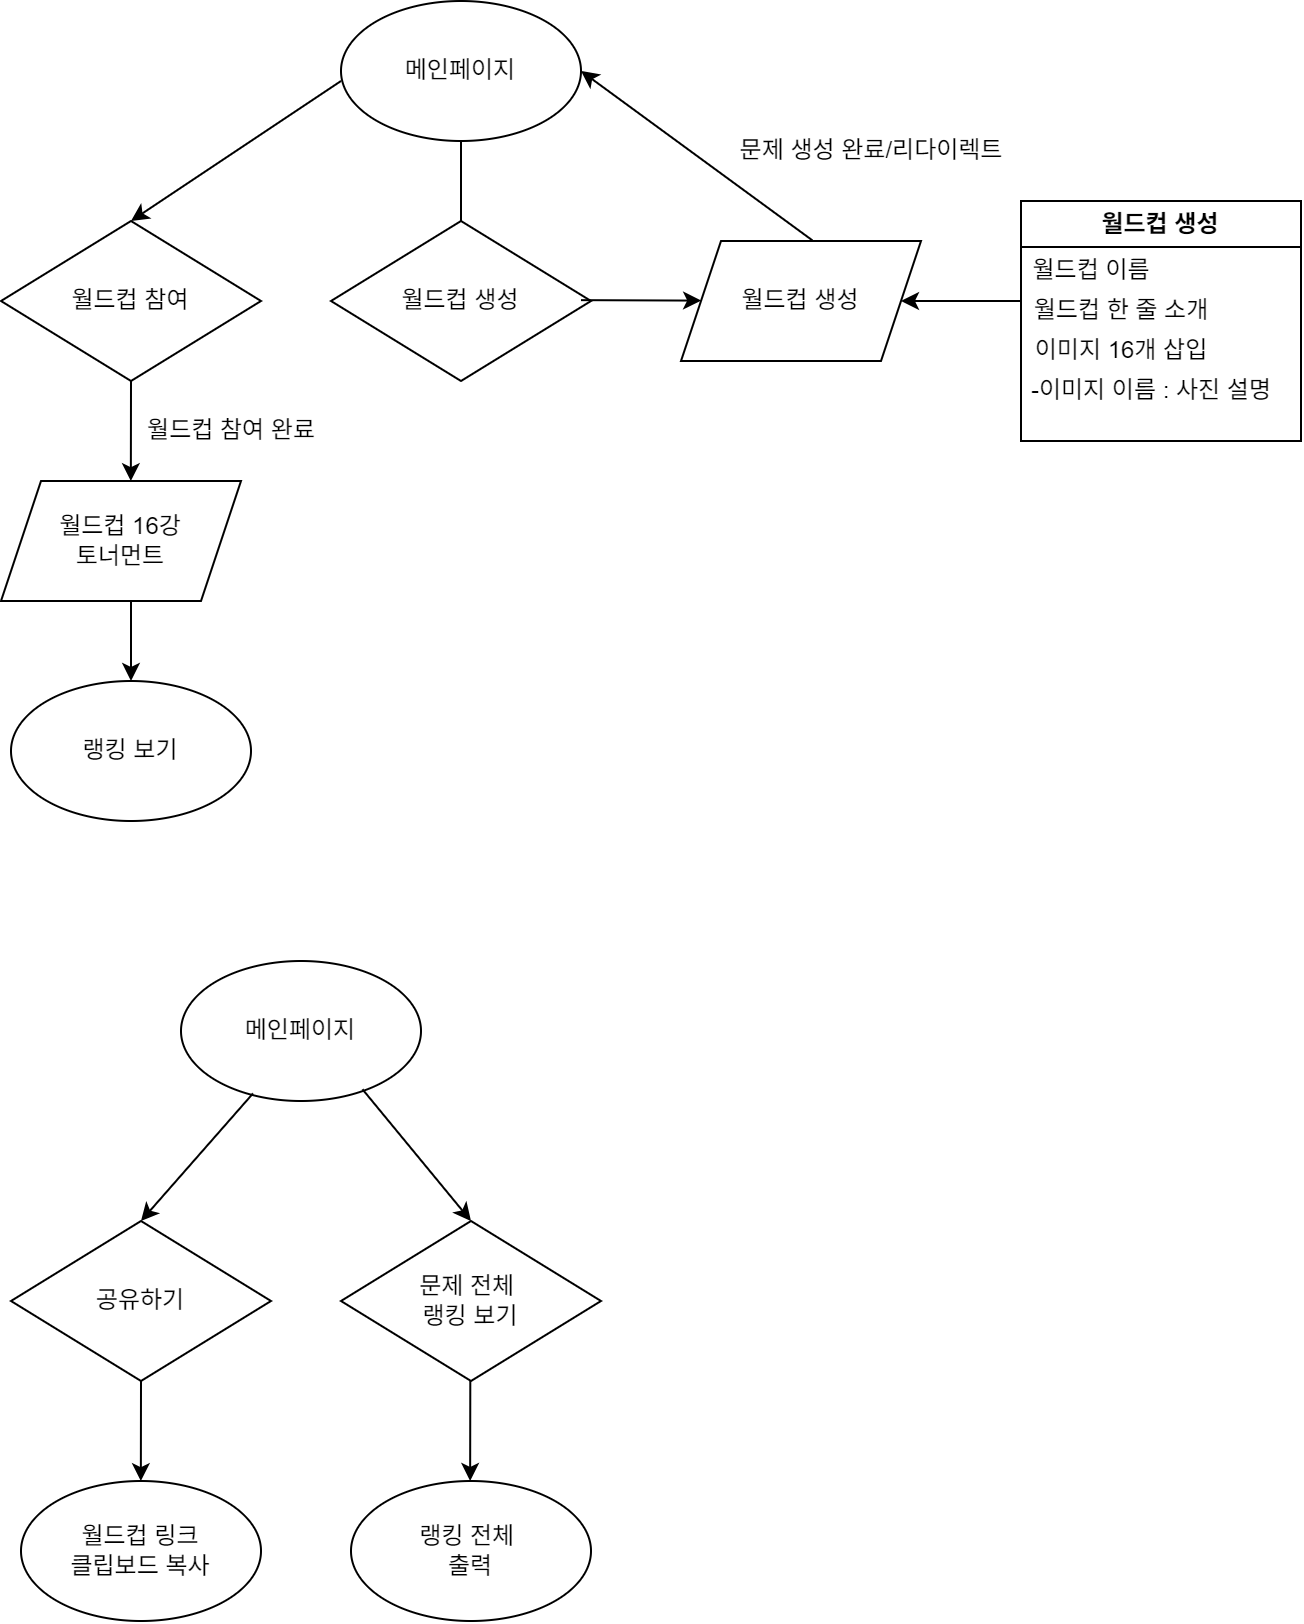 메인페이지
문제 생성 완료/리다이렉트
월드컵 참여
월드컵 생성
월드컵 생성
월드컵 생성
월드컵 이름
월드컵 한 줄 소개
이미지 16개 삽입
-이미지 이름 : 사진 설명
월드컵 참여 완료
월드컵 16강
토너먼트
랭킹 보기
메인페이지
공유하기
문제 전체
랭킹 보기
월드컵 링크
클립보드 복사
랭킹 전체
출력